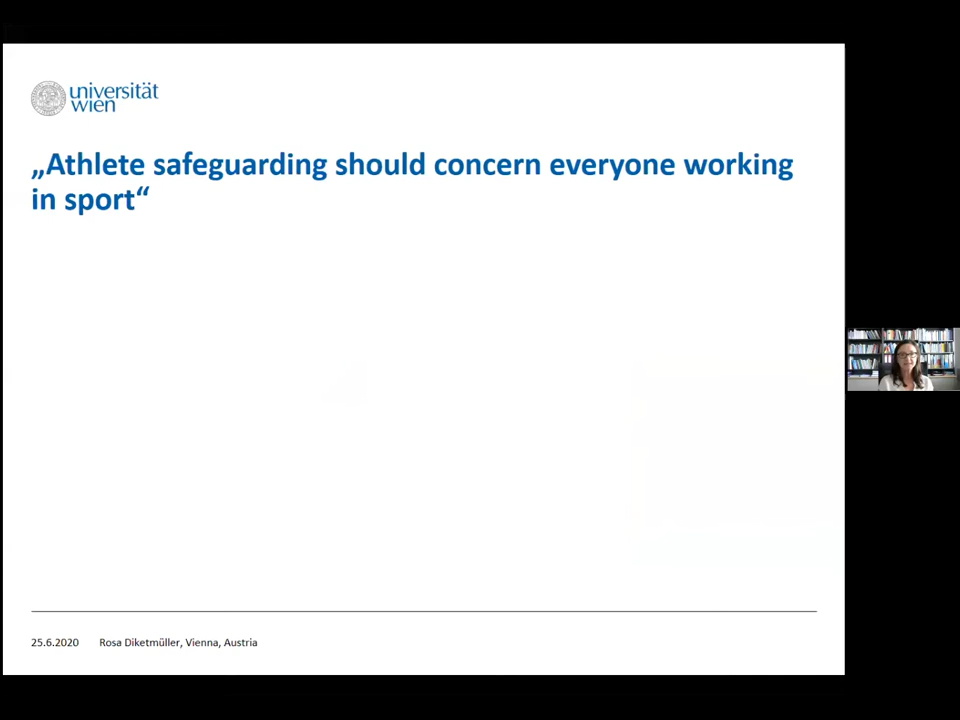 universität
wien
„Athlete safeguarding should concern everyone working
in sport“
25.6.2020 Rosa Diketmüller, Vienna, Austria